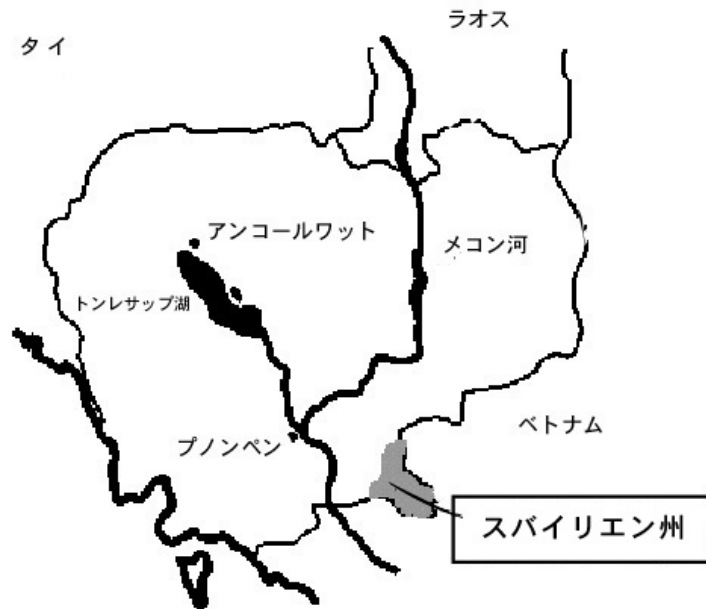 ラオス
タイ
アンコールワット
メコン河
トンレサップ湖
ベトナム
プノンペン
スバイリエン州